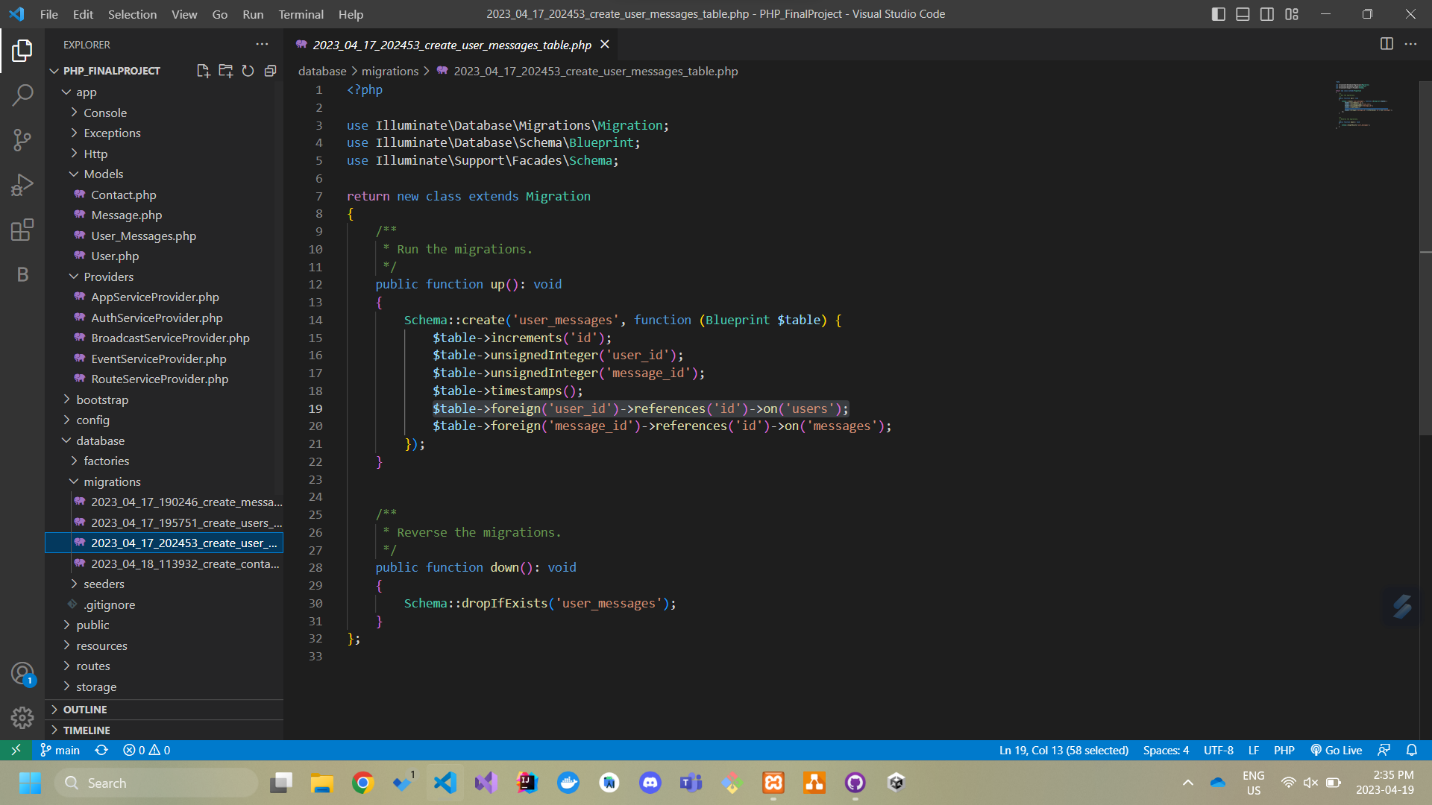 File Edit Selection View Go Run Terminal Help
2023_04_17_202453_create_user_messages_table.php - PHP_FinalProject - Visual Studio Code
EXPLORER
PHP_FINALPROJECT
app
Console
Exceptions
Http
Models
Contact.php
Message.php
User_Messages.php
User.php
Providers
AppServiceProvider.php
AuthServiceProvider.php
BroadcastServiceProvider.php
EventServiceProvider.php
RouteServiceProvider.php
bootstrap
config
database
factories
migrations
2023_04_17_190246_create_messa...
2023_04_17_195751_create_users_...
2023_04_17_202453_create_user_...
2023_04_18_113932_create_conta...
seeders
.gitignore
public
resources
routes
storage
OUTLINE
TIMELINE
B
1
2023_04_17_202453_create_user_messages_table.php
database > migrations > 2023_04_17_202453_create_user_messages_table.php
1 <?php
2
3 use Illuminate\Database\Migrations\Migration;
4 use Illuminate\Database\Schema\Blueprint;
5 use Illuminate\Support\Facades\Schema;
6
7 return new class extends Migration
8 {
9 /**
10 * Run the migrations.
11 */
12 public function up(): void
13 {
14 Schema::create('user_messages', function (Blueprint $table) {
15 $table->increments('id');
16 $table->unsignedInteger('user_id');
17 $table->unsignedInteger('message_id');
18 $table->timestamps();
19 $table->foreign('user_id')->references('id')->on('users');
20 $table->foreign('message_id')->references('id')->on('messages');
21 });
22 }
23
24
25 /**
26 * Reverse the migrations.
27 */
28 public function down(): void
29 {
30 Schema::dropIfExists('user_messages');
31 }
32 };
33
main 0 0
Ln 19, Col 13 (58 selected) Spaces: 4 UTF-8 LF PHP Go Live
Search
1
ENG
US
2:35 PM
2023-04-19